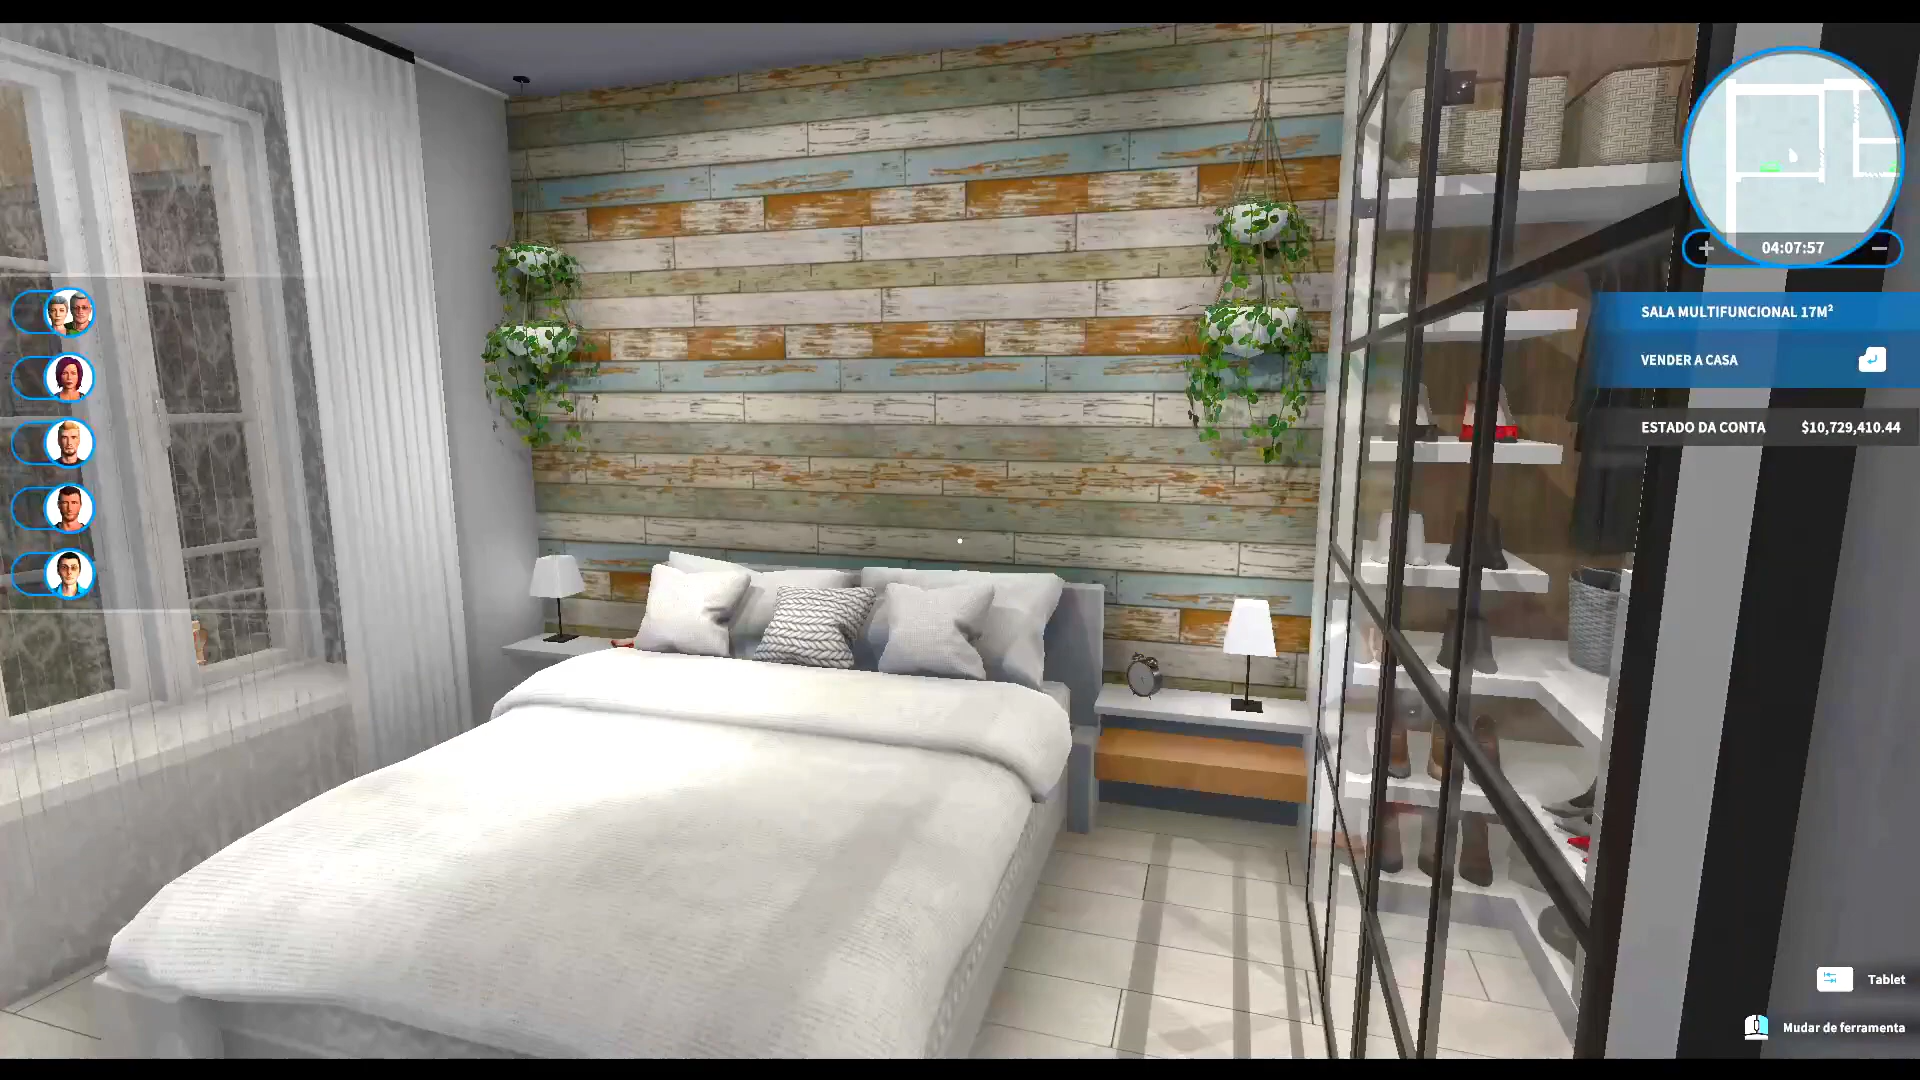 + 04:07:57 −
SALA MULTIFUNCIONAL 17M²
VENDER A CASA
ESTADO DA CONTA $10,729,410.44
Tablet
Mudar de ferramenta